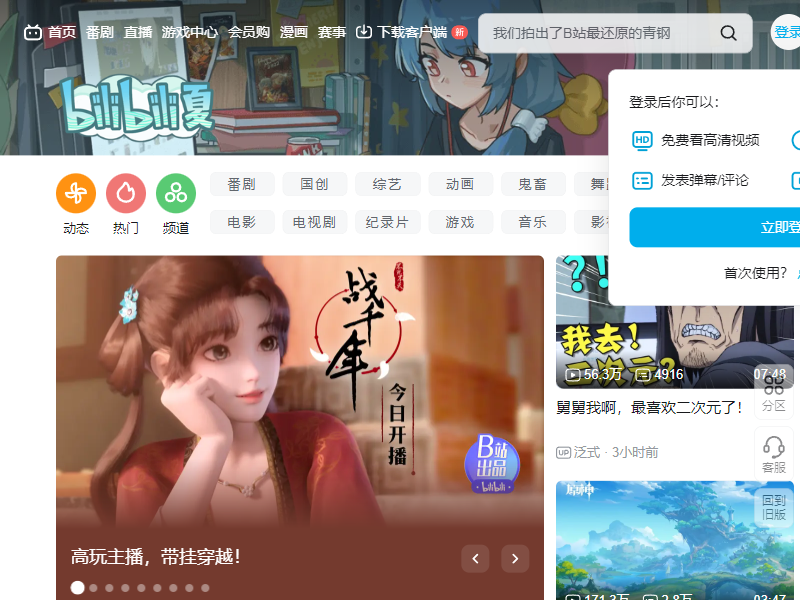 首页 番剧 直播 游戏中心 会员购 漫画 赛事 下载客户端 新
我们拍出了B站最还原的青钢
登录
bilibili夏
登录后你可以：
HD 免费看高清视频
发表弹幕/评论
立即登
首次使用？
动态 热门 频道
番剧 国创 综艺 动画 鬼畜 舞
电影 电视剧 纪录片 游戏 音乐 影
战千年
今日开播
B站出品
bilibili
高玩主播，带挂穿越！
？！
我去！
二次元？
56.3万 4916 07:48
舅舅我啊，最喜欢二次元了！
UP 泛式 · 3小时前
分区
客服
回到旧版
171.3万 2.8万 03:47